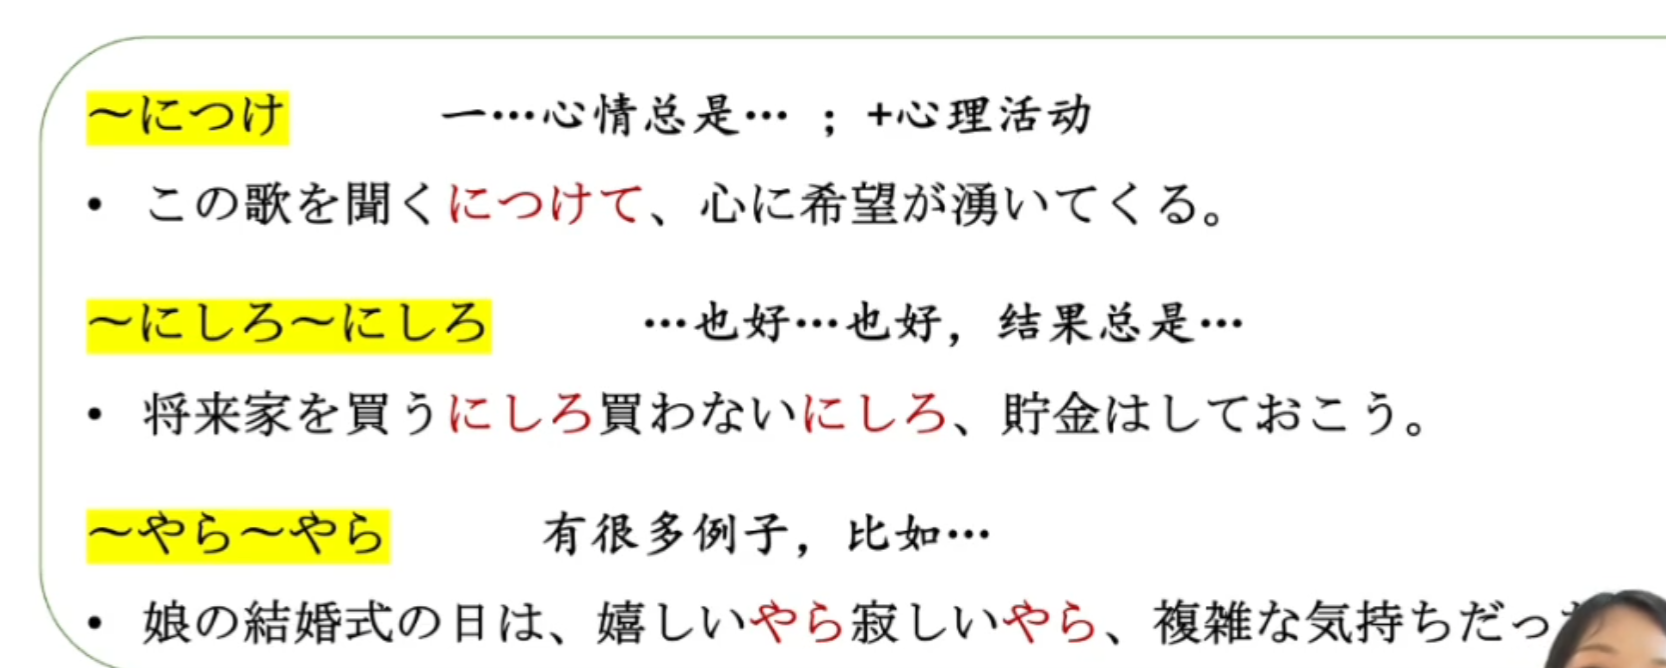 ～につけ　一…心情总是… ；+心理活动
• この歌を聞くにつけて、心に希望が湧いてくる。
～にしろ～にしろ　…也好…也好，结果总是…
• 将来家を買うにしろ買わないにしろ、貯金はしておこう。
～やら～やら　有很多例子，比如…
• 娘の結婚式の日は、嬉しいやら寂しいやら、複雑な気持ちだっ